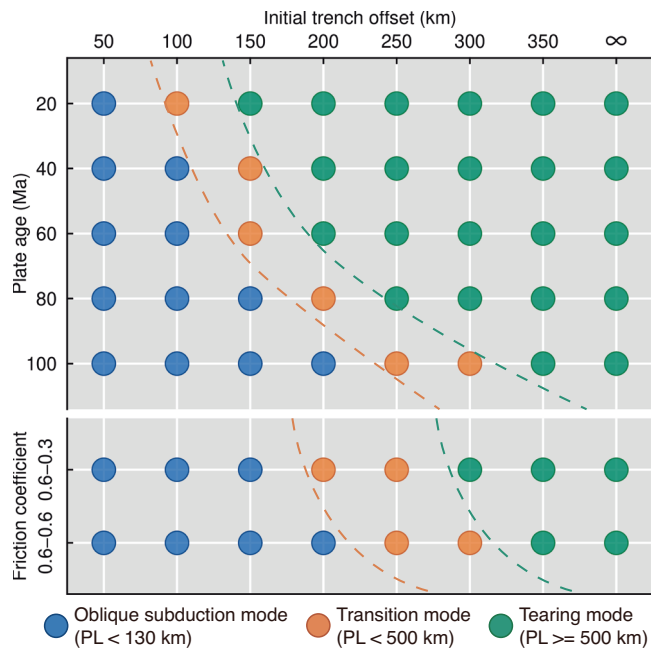 Initial trench offset (km)
50 100 150 200 250 300 350 ∞
Plate age (Ma)
20
40
60
80
100
Friction coefficient
0.6–0.3
0.6–0.6
Oblique subduction mode
(PL < 130 km)
Transition mode
(PL < 500 km)
Tearing mode
(PL >= 500 km)